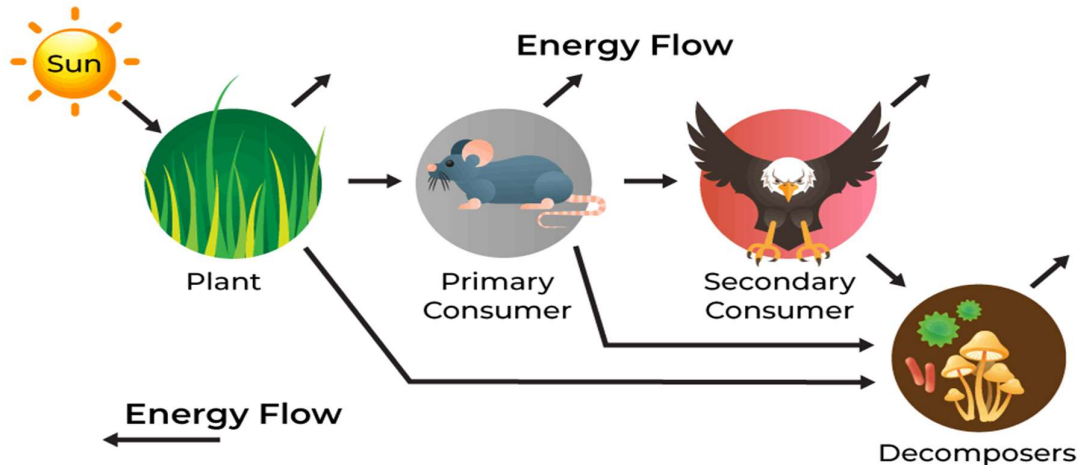 Energy Flow
Sun
Plant
Primary
Consumer
Secondary
Consumer
Energy Flow
Decomposers